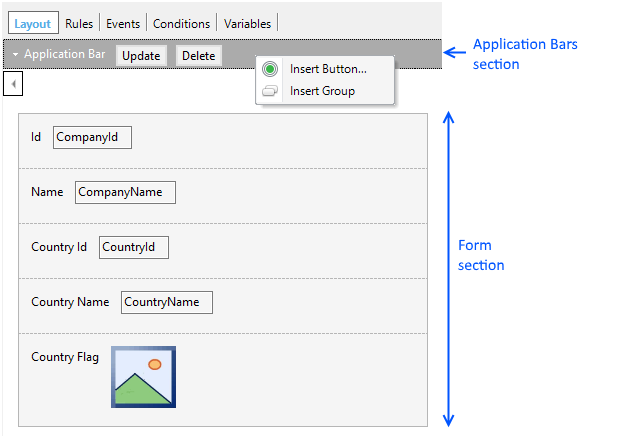 Layout Rules Events Conditions Variables
Application Bar Update Delete
Insert Button...
Insert Group
Application Bars
section
Id CompanyId
Name CompanyName
Country Id CountryId
Country Name CountryName
Country Flag
Form
section